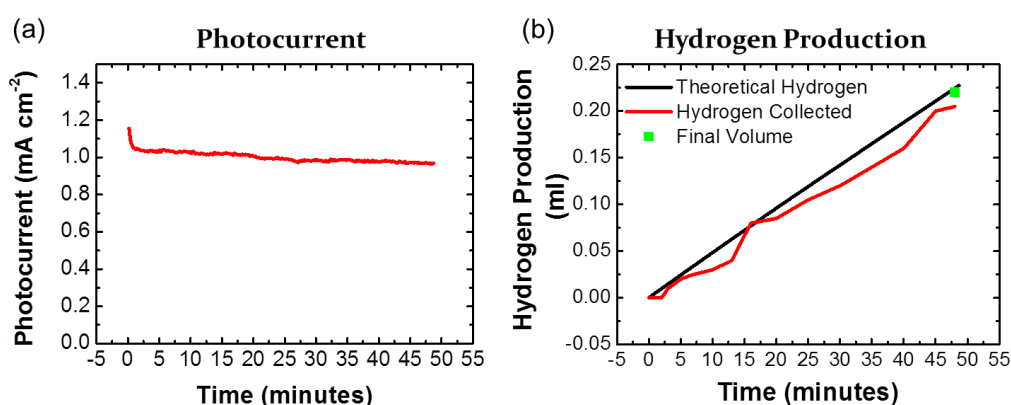 (a)
Photocurrent
Photocurrent (mA cm-2)
1.4
1.2
1.0
0.8
0.6
0.4
0.2
0.0
-5 0 5 10 15 20 25 30 35 40 45 50 55
Time (minutes)
(b)
Hydrogen Production
Hydrogen Production
(ml)
0.25
0.20
0.15
0.10
0.05
0.00
-0.05
Theoretical Hydrogen
Hydrogen Collected
Final Volume
-5 0 5 10 15 20 25 30 35 40 45 50 55
Time (minutes)